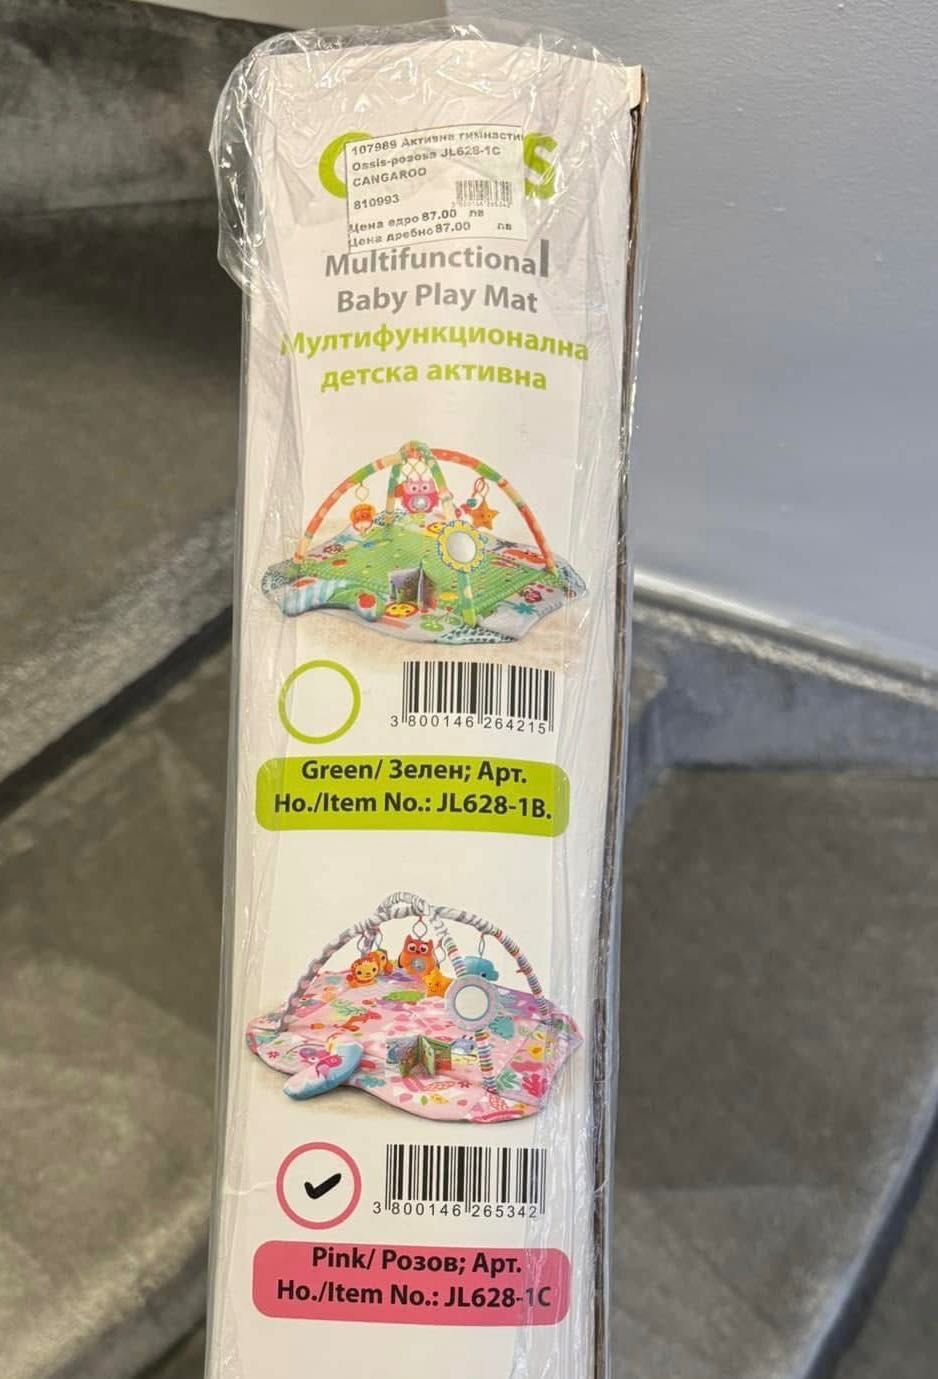 107989 Активна гимнасти
Oasis-розова JL628-1C
CANGAROO
810993
Цена едро 87.00 лв
Цена дребно 87.00 лв
Multifunctional
Baby Play Mat
Мултифункционална
детска активна
3 800146 264215
Green/ Зелен; Арт.
Но./Item No.: JL628-1B.
3 800146 265342
Pink/ Розов; Арт.
Но./Item No.: JL628-1C